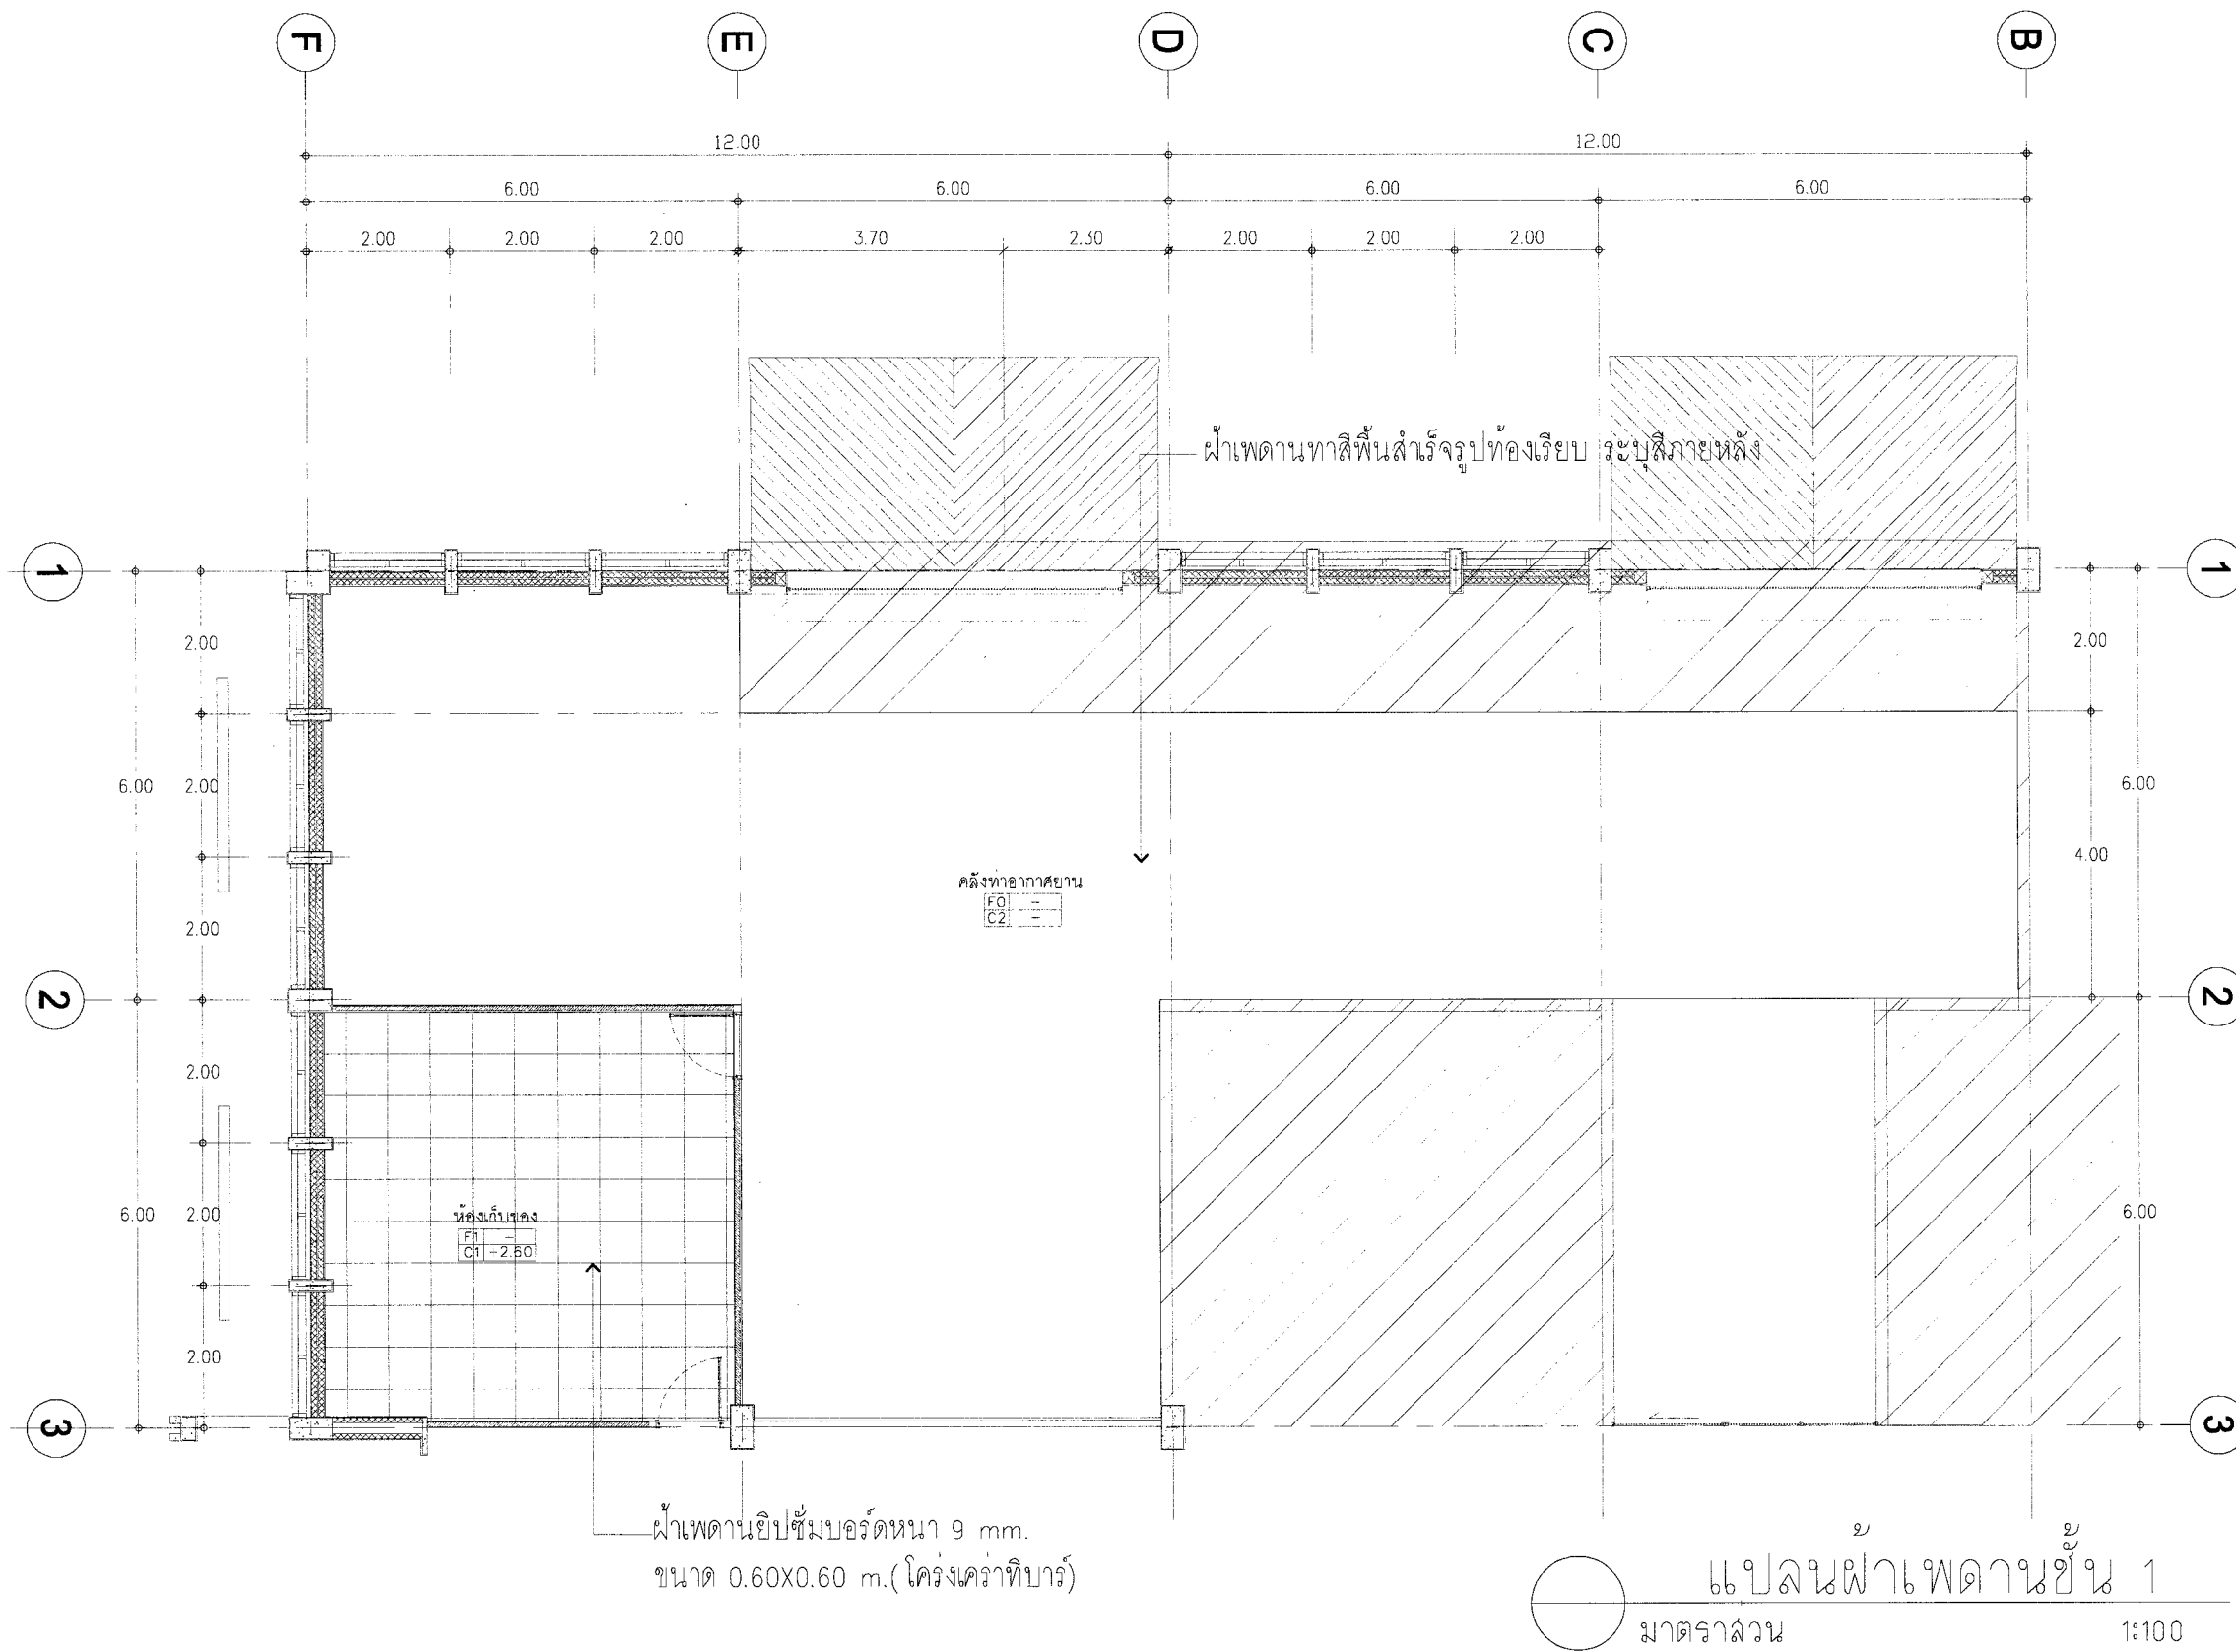 F E D C B
12.00 12.00
6.00 6.00 6.00 6.00
2.00 2.00 2.00 3.70 2.30 2.00 2.00 2.00
ฝ้าเพดานทาสีพื้นสำเร็จรูปท้องเรียบ ระบุสีภายหลัง
1 1
2.00 2.00
6.00 2.00 6.00
4.00
คลังท่าอากาศยาน
F0 -
C2 -
2.00
2 2
2.00
6.00 2.00 6.00
ห้องเก็บของ
F1 -
C1 +2.60
2.00
3 3
ฝ้าเพดานยิปซั่มบอร์ดหนา 9 mm.
ขนาด 0.60X0.60 m.(โคร่งเคร่าทีบาร์)
แปลนฝ้าเพดานชั้น 1
มาตราส่วน 1:100